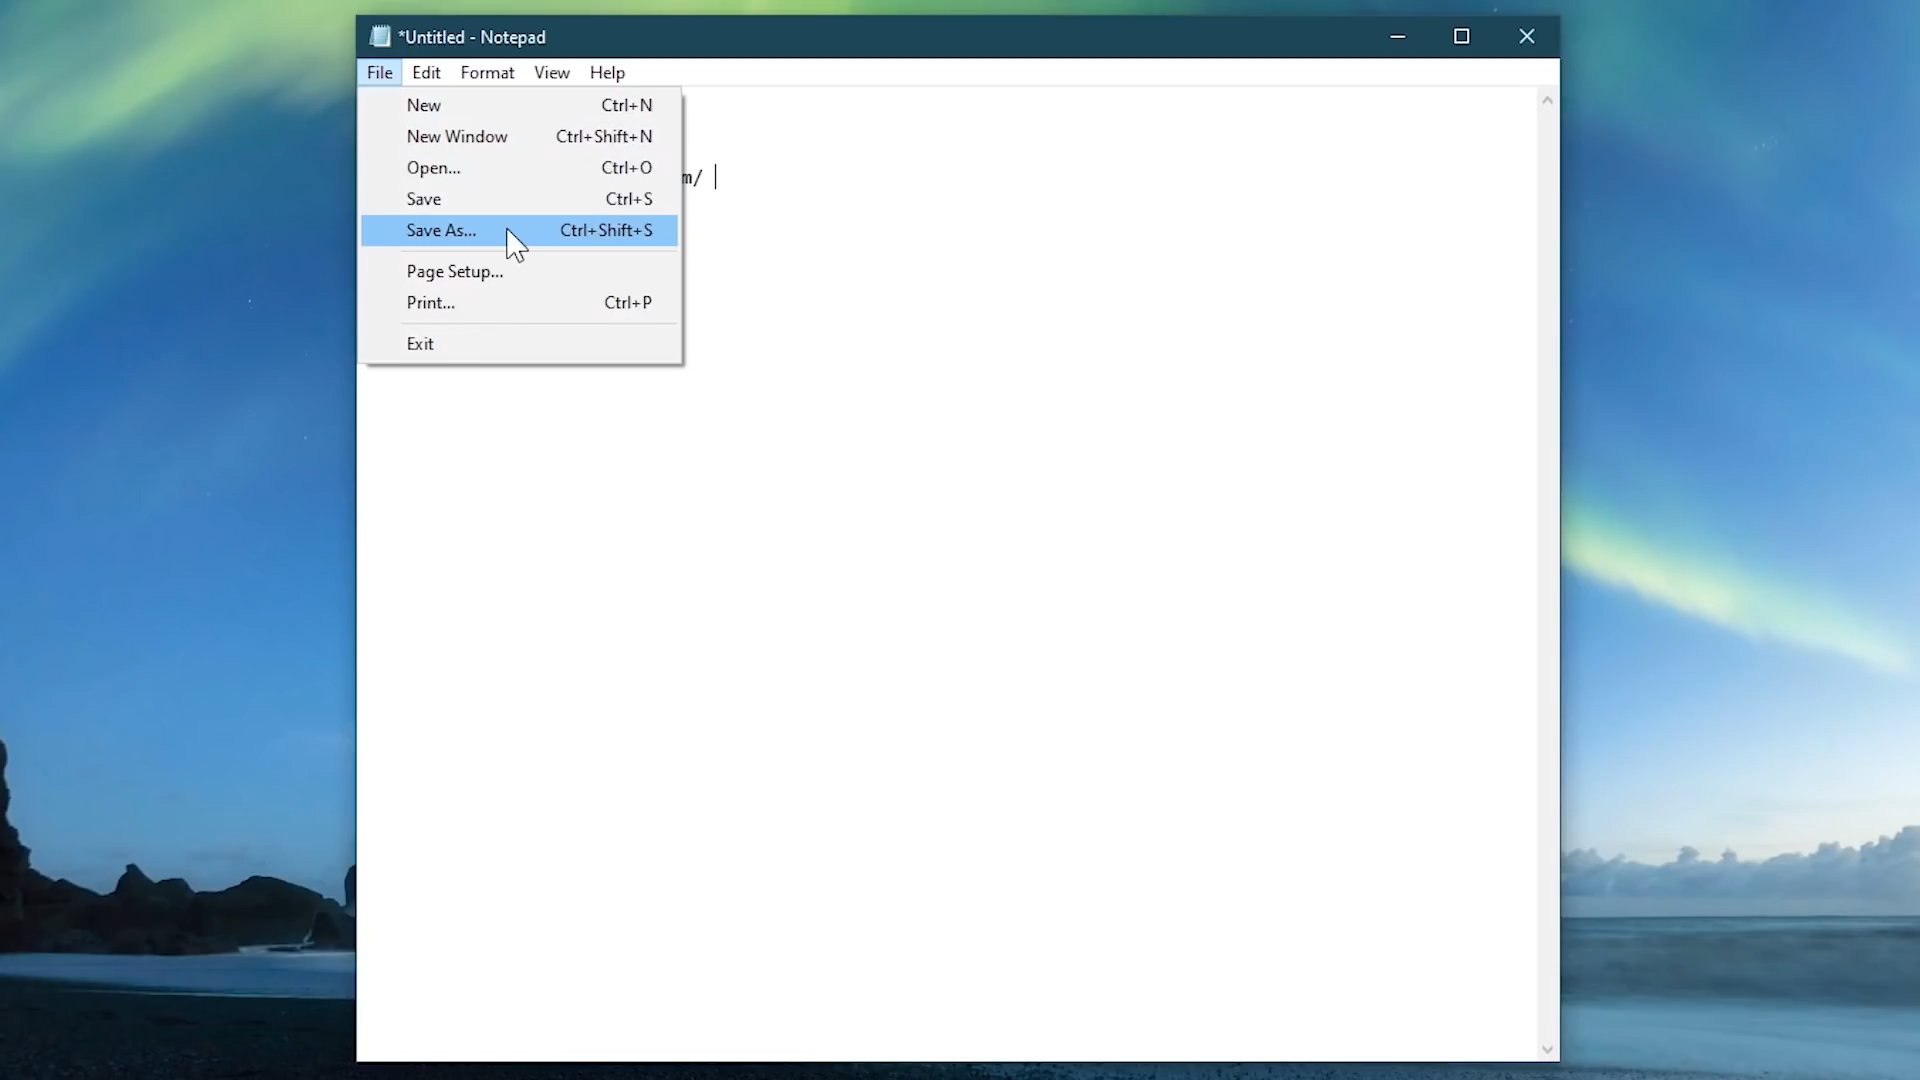 *Untitled - Notepad
File Edit Format View Help
New Ctrl+N
New Window Ctrl+Shift+N
Open... Ctrl+O
m/
Save Ctrl+S
Save As... Ctrl+Shift+S
Page Setup...
Print... Ctrl+P
Exit